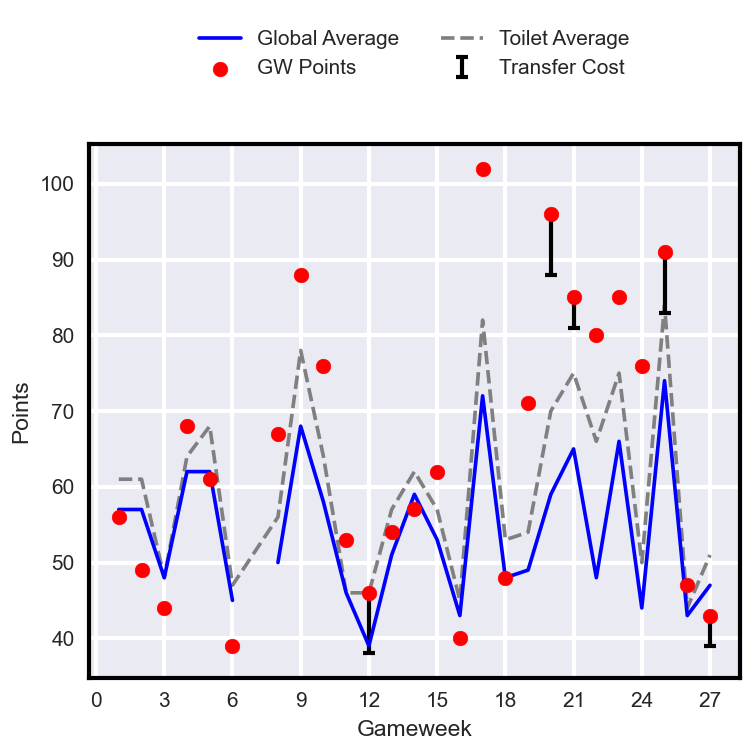 Global Average
Toilet Average
GW Points
Transfer Cost
100
90
80
70
60
50
40
Points
0 3 6 9 12 15 18 21 24 27
Gameweek